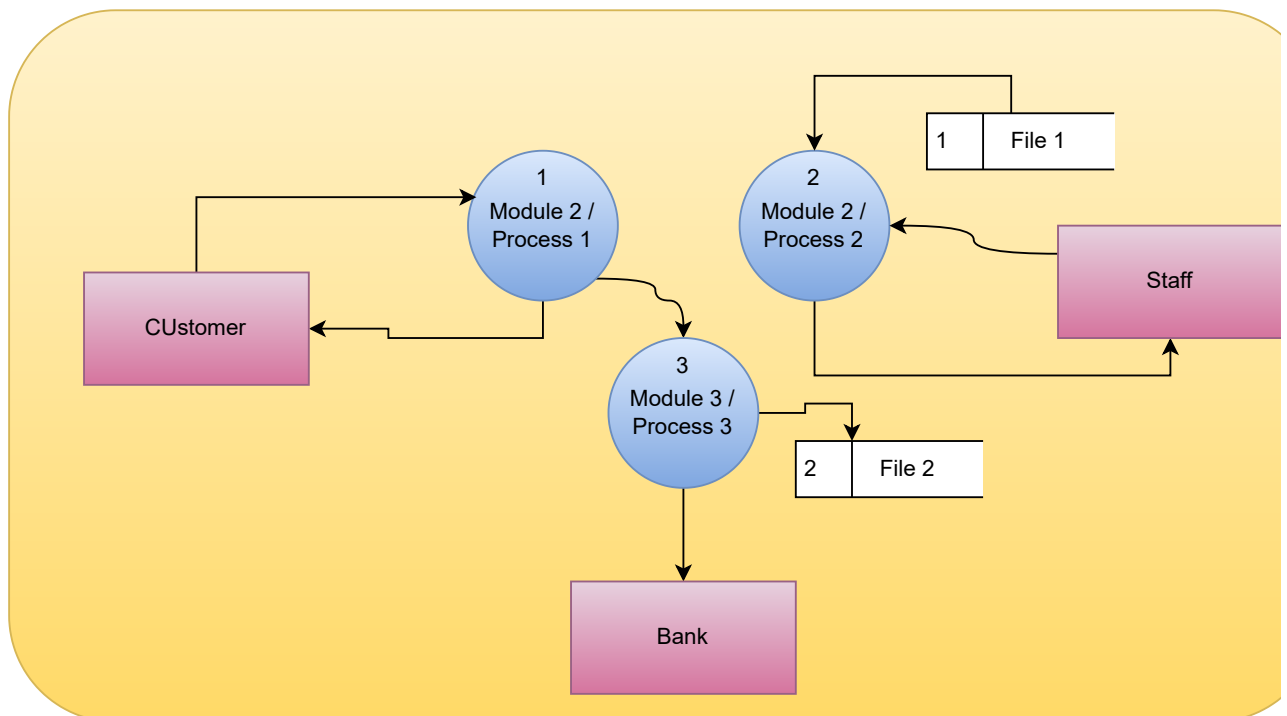 1
File 1
1
Module 2 /
Process 1
2
Module 2 /
Process 2
Staff
CUstomer
3
Module 3 /
Process 3
2
File 2
Bank